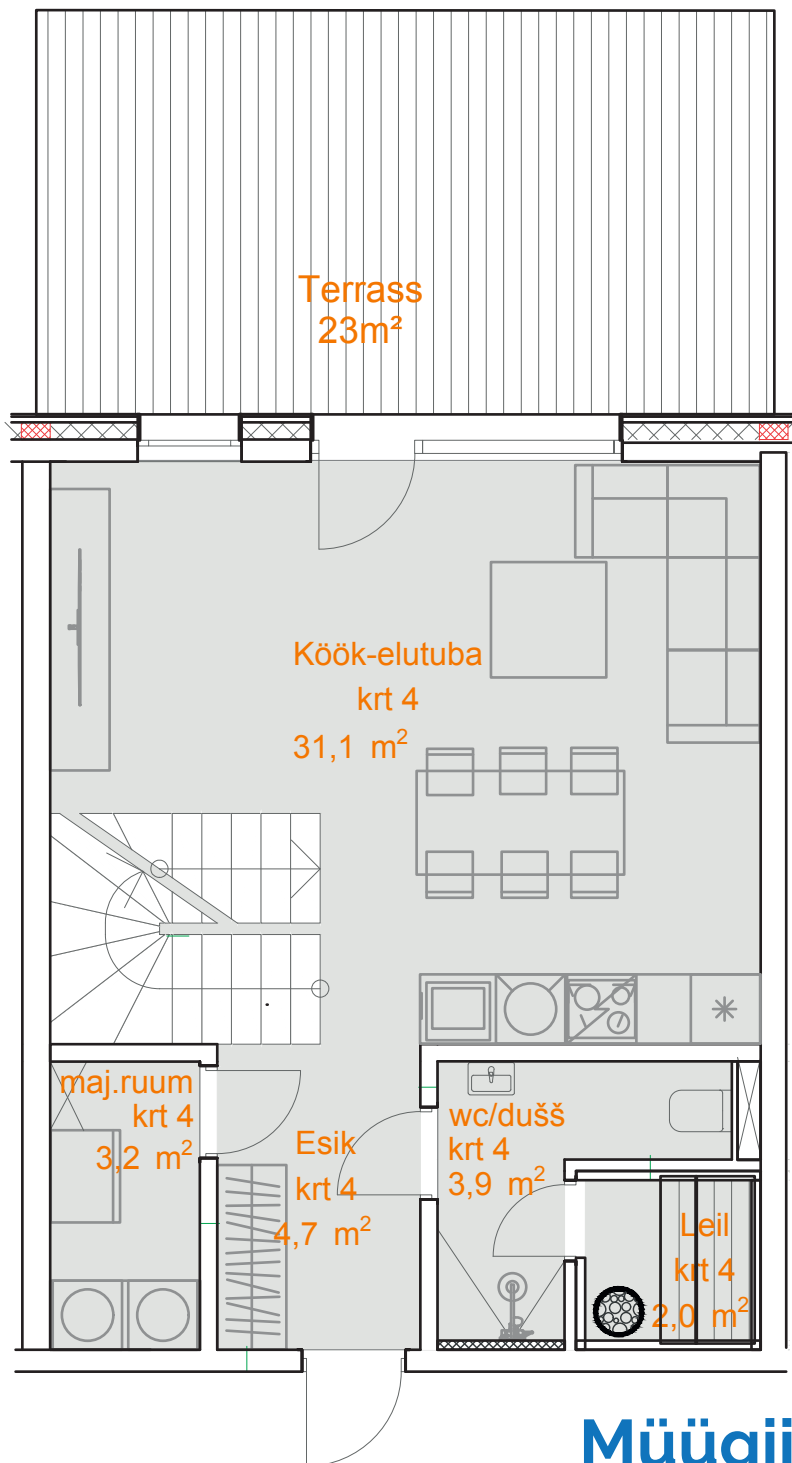 Terrass
23m²
Köök-elutuba
krt 4
31,1 m²
maj.ruum
krt 4
3,2 m²
Esik
krt 4
4,7 m²
wc/dušš
krt 4
3,9 m²
Leil
krt 4
2,0 m²